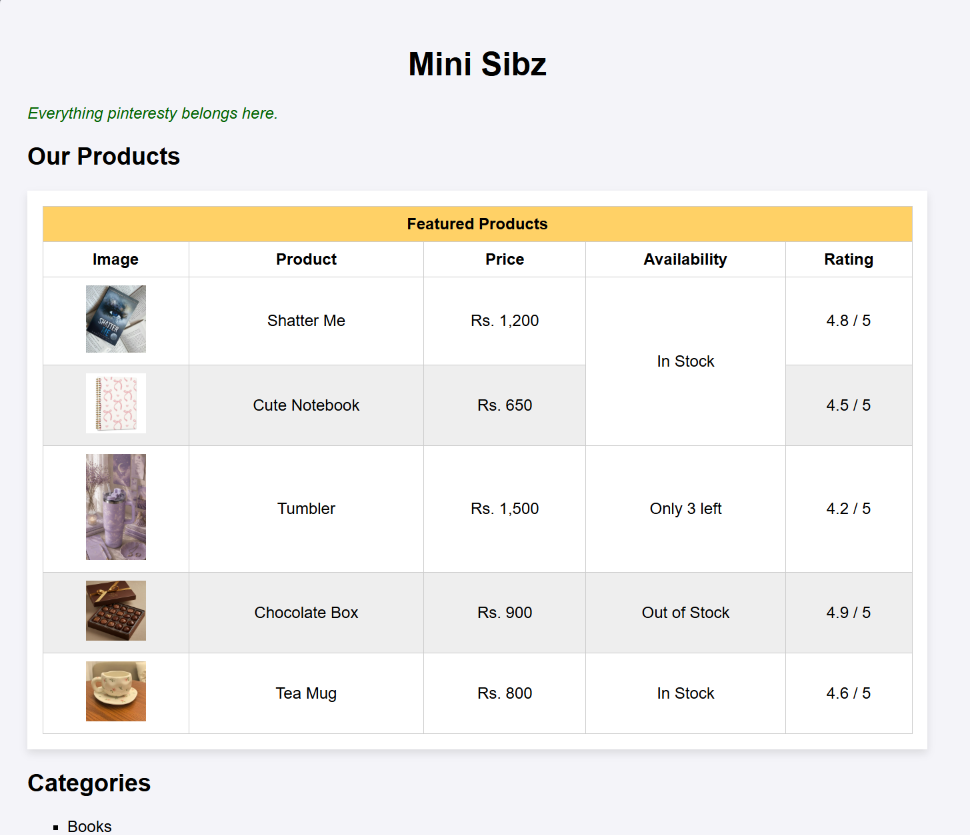 Mini Sibz
Everything pinteresty belongs here.
Our Products
Featured Products
Image Product Price Availability Rating
SHATTER
ME
Shatter Me Rs. 1,200 In Stock 4.8 / 5
Cute Notebook Rs. 650 4.5 / 5
Tumbler Rs. 1,500 Only 3 left 4.2 / 5
Chocolate Box Rs. 900 Out of Stock 4.9 / 5
Tea Mug Rs. 800 In Stock 4.6 / 5
Categories
▪ Books